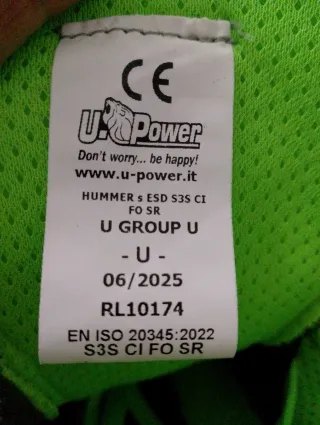 CE
U-Power
Don't worry... be happy!
www.u-power.it
HUMMER s ESD S3S CI
FO SR
U GROUP U
- U -
06/2025
RL10174
EN ISO 20345:2022
S3S CI FO SR